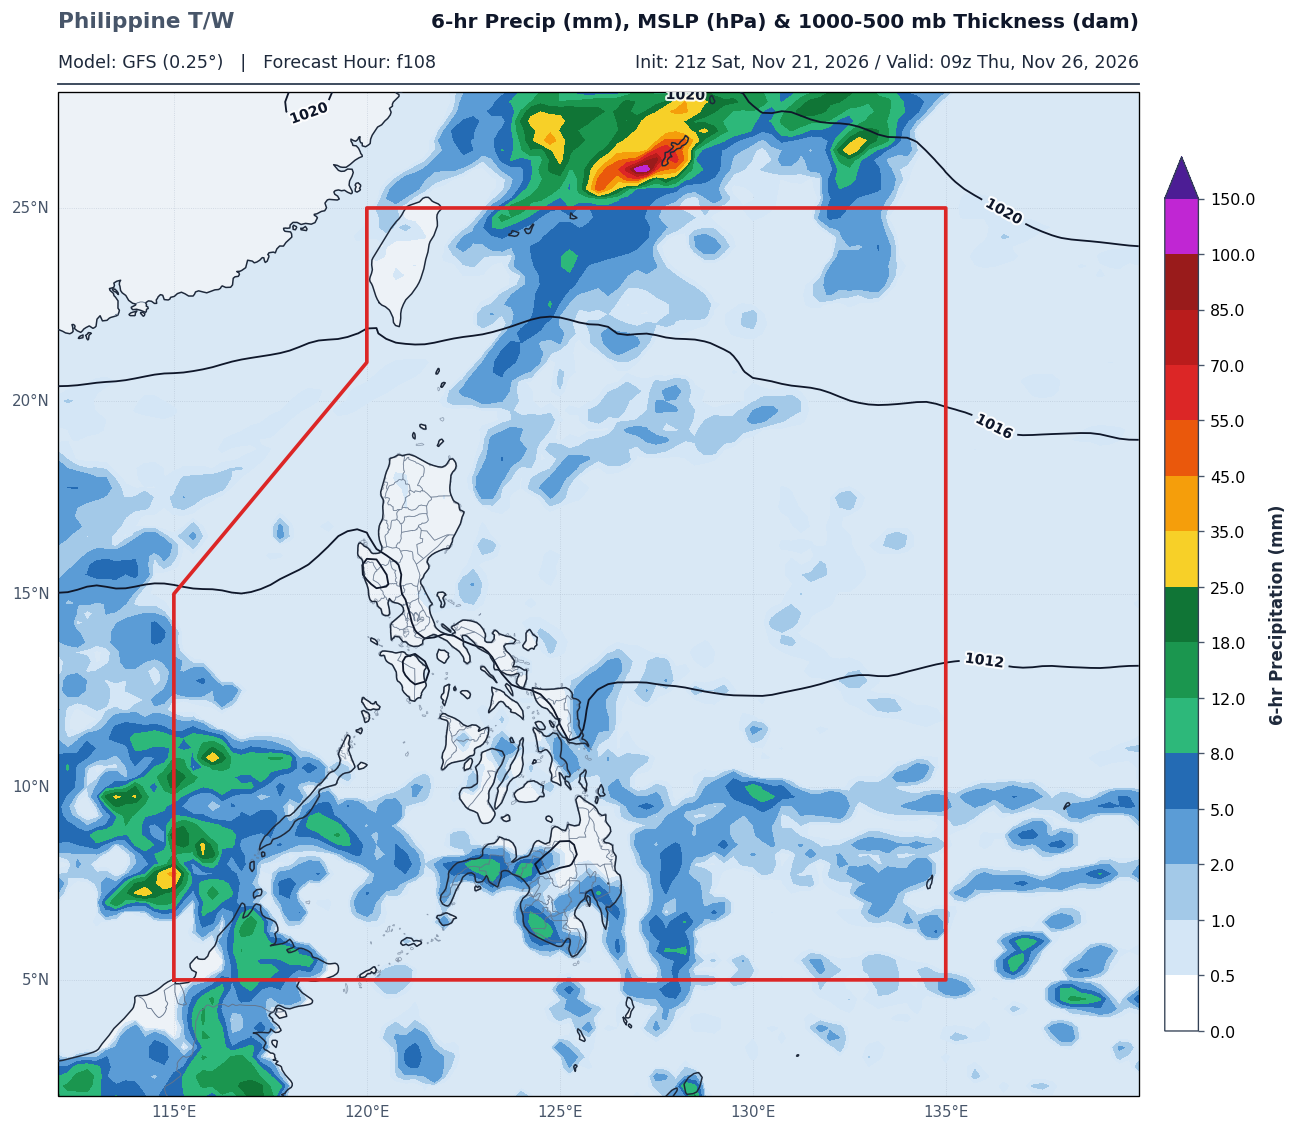 Philippine T/W
6-hr Precip (mm), MSLP (hPa) & 1000-500 mb Thickness (dam)
Model: GFS (0.25°) | Forecast Hour: f108
Init: 21z Sat, Nov 21, 2026 / Valid: 09z Thu, Nov 26, 2026
1020
1020
1020
1016
1012
25°N
20°N
15°N
10°N
5°N
115°E
120°E
125°E
130°E
135°E
150.0
100.0
85.0
70.0
55.0
45.0
35.0
25.0
18.0
12.0
8.0
5.0
2.0
1.0
0.5
0.0
6-hr Precipitation (mm)